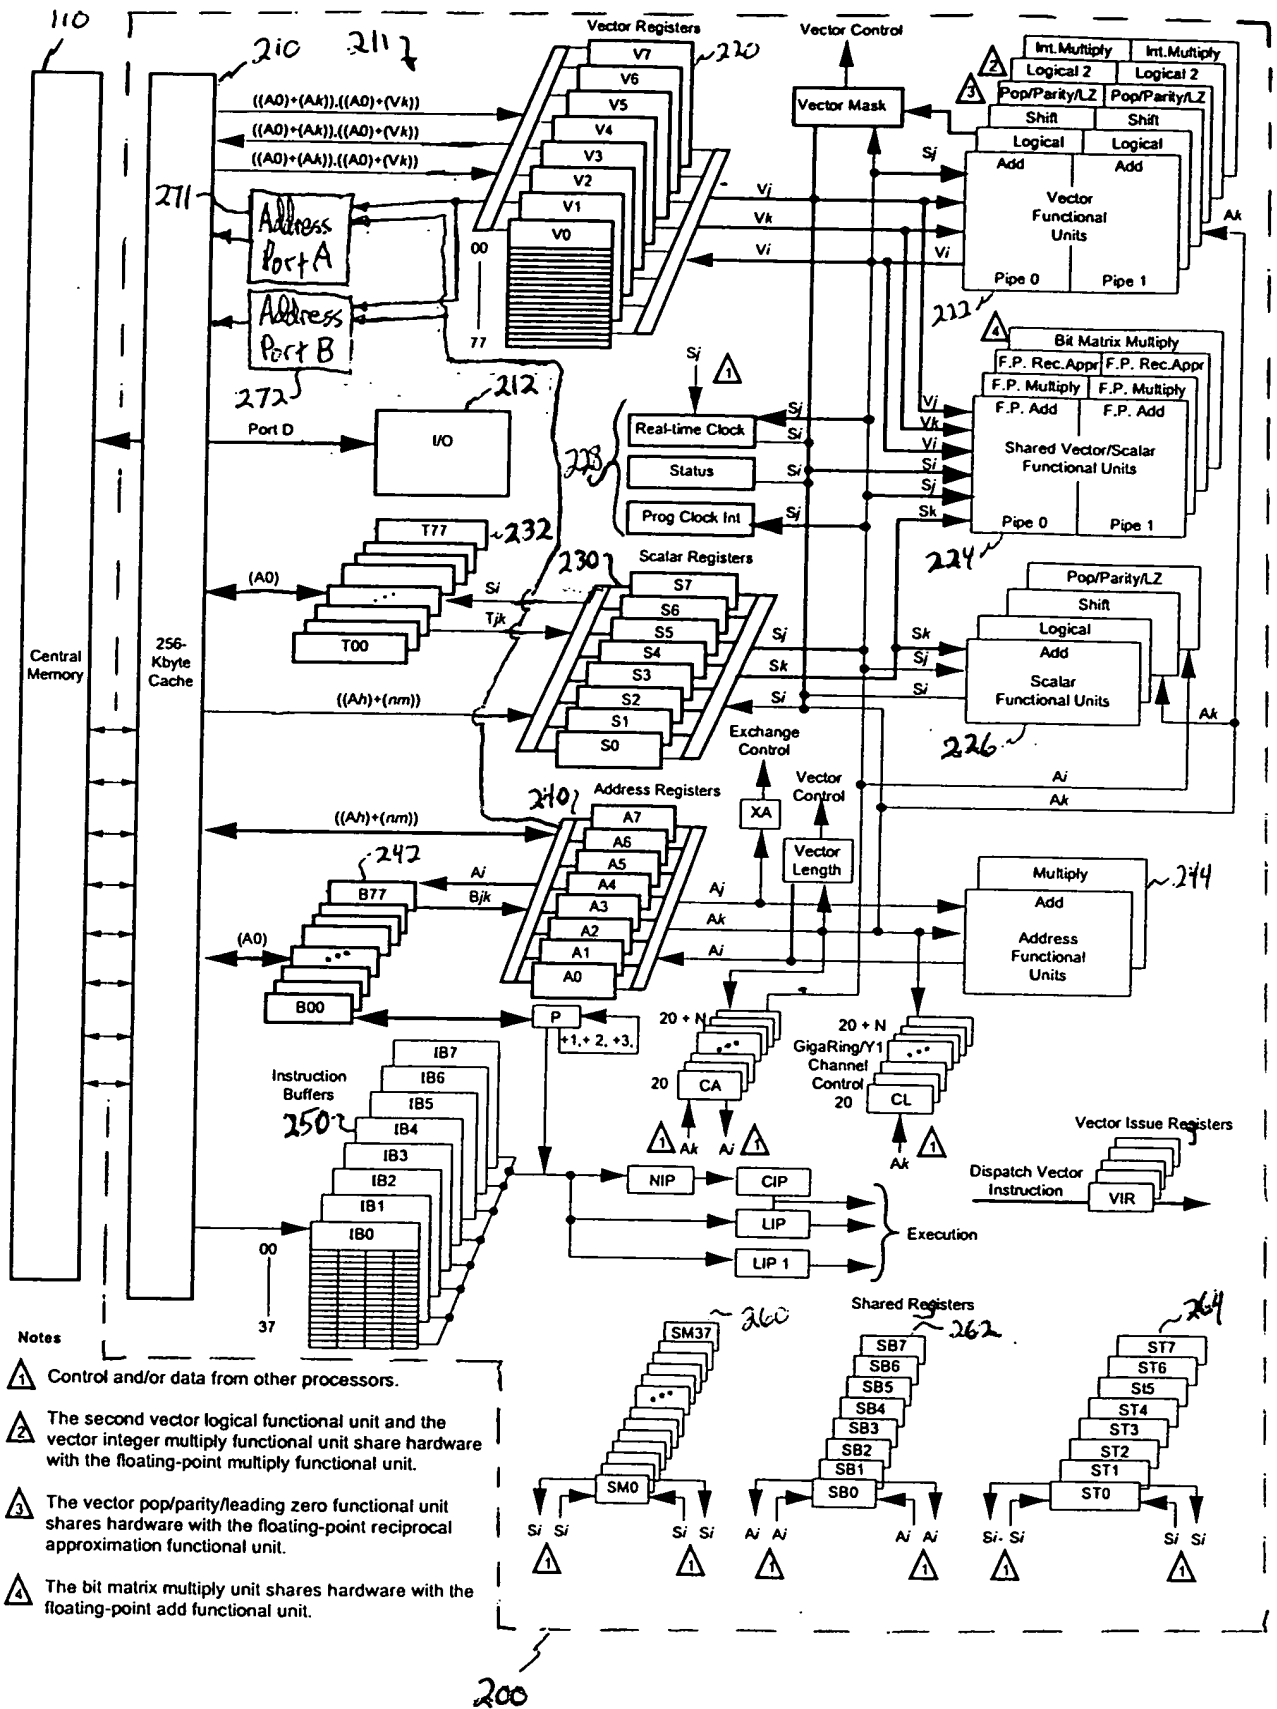 110
210
211
Vector Registers
V7
V6
V5
V4
V3
V2
V1
V0
220
00
77
((A0)+(Ak)),((A0)+(Vk))
((A0)+(Ak)),((A0)+(Vk))
((A0)+(Ak)),((A0)+(Vk))
271
Address
Port A
Address
Port B
272
Vector Control
Vector Mask
Vj
Vk
Vi
2
3
Int.Multiply
Int.Multiply
Logical 2
Logical 2
Pop/Parity/LZ
Pop/Parity/LZ
Shift
Shift
Logical
Logical
Add
Add
Vector
Functional
Units
Pipe 0
Pipe 1
Sj
Vi
Ak
222
4
Bit Matrix Multiply
F.P. Rec.Appr
F.P. Rec.Appr
F.P. Multiply
F.P. Multiply
F.P. Add
F.P. Add
Shared Vector/Scalar
Functional Units
Pipe 0
Pipe 1
Vj
Vk
Vi
Si
Sj
Sk
224
Port D
212
I/O
Sj
1
Real-time Clock
Status
Prog Clock Int
228
Sj
Si
Si
Sj
Central
Memory
256-
Kbyte
Cache
T77
...
T00
232
(A0)
Si
Tjk
((Ah)+(nm))
230
Scalar Registers
S7
S6
S5
S4
S3
S2
S1
S0
Sj
Sk
Si
Pop/Parity/LZ
Shift
Logical
Add
Scalar
Functional Units
Sk
Sj
Si
Ak
226
Ai
Ak
Exchange
Control
XA
Vector
Control
Vector
Length
240
Address Registers
A7
A6
A5
A4
A3
A2
A1
A0
((Ah)+(nm))
242
B77
...
B00
Ai
Bjk
(A0)
Aj
Ak
Ai
Multiply
Add
Address
Functional
Units
244
P
+1,+ 2, +3,
20 + N
...
20
CA
1
Ak
Ai
1
20 + N
GigaRing/Y1
Channel
Control
20
...
CL
Ak
1
Instruction
Buffers
250
IB7
IB6
IB5
IB4
IB3
IB2
IB1
IB0
00
37
NIP
CIP
LIP
LIP 1
Execution
Vector Issue Registers
Dispatch Vector
Instruction
VIR
260
SM37
...
SM0
Si
Si
Si
Si
1
1
Shared Registers
262
SB7
SB6
SB5
SB4
SB3
SB2
SB1
SB0
Ai
Ai
Ai
Ai
1
1
264
ST7
ST6
St5
ST4
ST3
ST2
ST1
ST0
Si-
Si
Si
Si
1
1
Notes
1 Control and/or data from other processors.
2 The second vector logical functional unit and the
vector integer multiply functional unit share hardware
with the floating-point multiply functional unit.
3 The vector pop/parity/leading zero functional unit
shares hardware with the floating-point reciprocal
approximation functional unit.
4 The bit matrix multiply unit shares hardware with the
floating-point add functional unit.
200